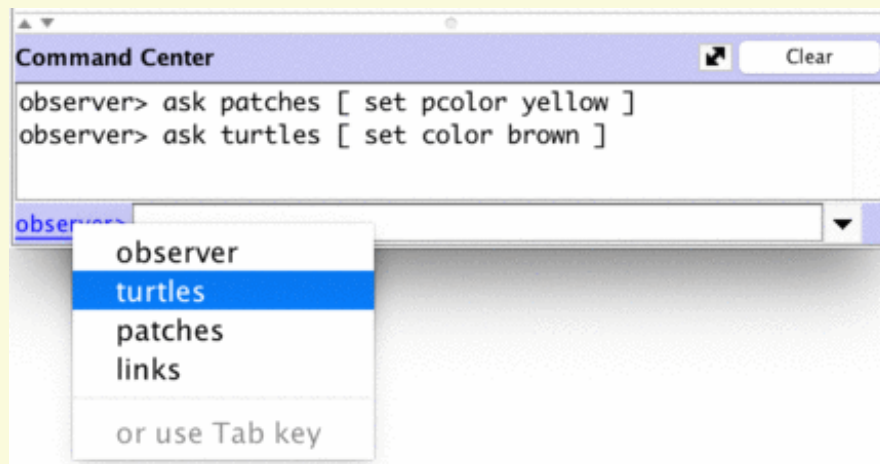 Command Center
Clear
observer> ask patches [ set pcolor yellow ]
observer> ask turtles [ set color brown ]
observer>
observer
turtles
patches
links
or use Tab key